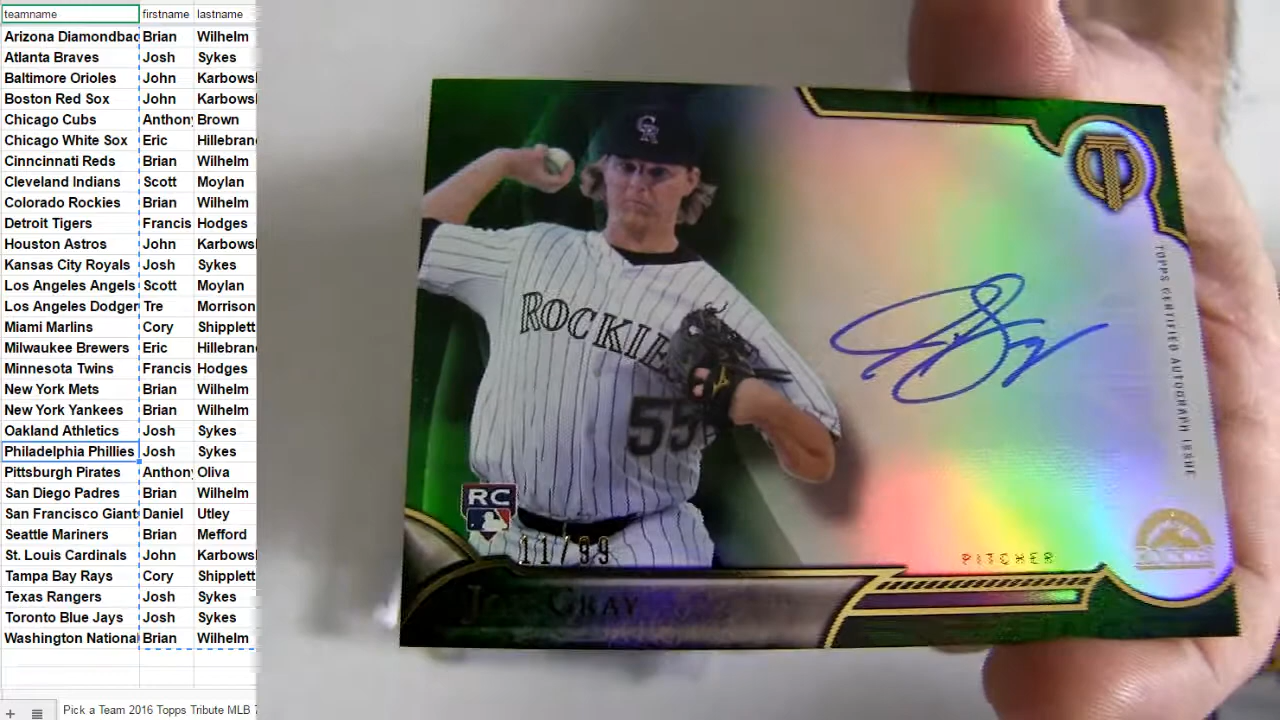 teamname firstname lastname
Arizona Diamondbac Brian Wilhelm
Atlanta Braves Josh Sykes
Baltimore Orioles John Karbows
Boston Red Sox John Karbows
Chicago Cubs Anthony Brown
Chicago White Sox Eric Hillebran
Cinncinnati Reds Brian Wilhelm
Cleveland Indians Scott Moylan
Colorado Rockies Brian Wilhelm
Detroit Tigers Francis Hodges
Houston Astros John Karbows
Kansas City Royals Josh Sykes
Los Angeles Angels Scott Moylan
Los Angeles Dodger Tre Morrison
Miami Marlins Cory Shipplett
Milwaukee Brewers Eric Hillebran
Minnesota Twins Francis Hodges
New York Mets Brian Wilhelm
New York Yankees Brian Wilhelm
Oakland Athletics Josh Sykes
Philadelphia Phillies Josh Sykes
Pittsburgh Pirates Anthony Oliva
San Diego Padres Brian Wilhelm
San Francisco Giants Daniel Utley
Seattle Mariners Brian Mefford
St. Louis Cardinals John Karbows
Tampa Bay Rays Cory Shipplett
Texas Rangers Josh Sykes
Toronto Blue Jays Josh Sykes
Washington Nationa Brian Wilhelm
Pick a Team 2016 Topps Tribute MLB
CR
ROCKIE
55
RC
11/99
JON GRAY
PITCHER
TOPPS CERTIFIED AUTOGRAPH ISSUE
ROCKIES